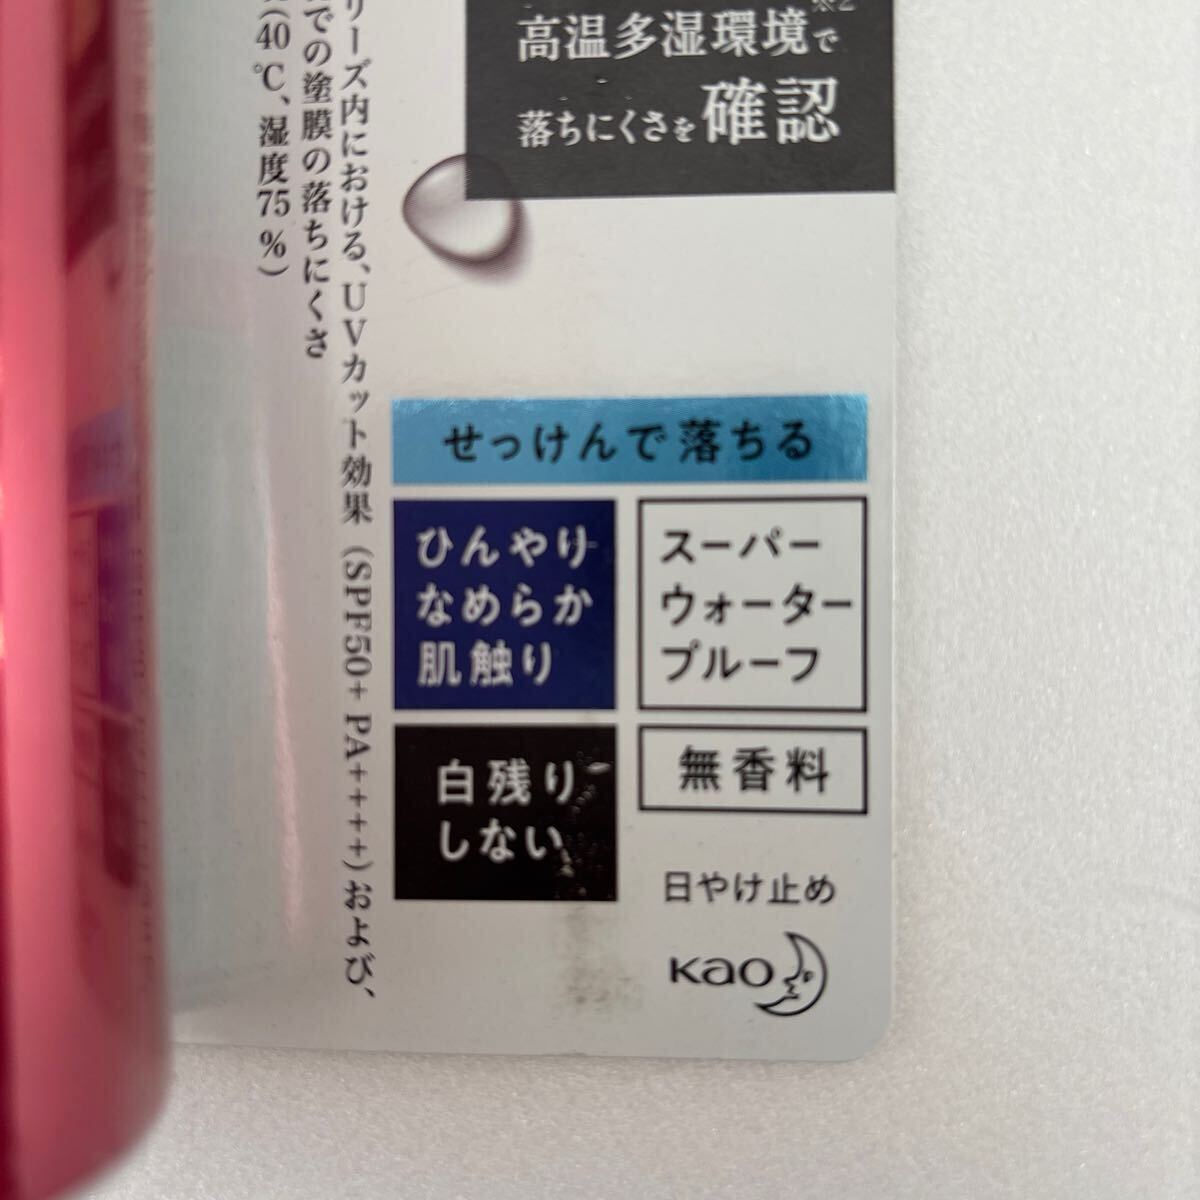 ※2
高温多湿環境で
落ちにくさを確認
リーズ内における、UVカット効果(SPF50+ PA++++)および、
での塗膜の落ちにくさ
(40℃、湿度75%)
せっけんで落ちる
ひんやり
なめらか
肌触り
スーパー
ウォーター
プルーフ
白残り
しない
無香料
日やけ止め
Kao